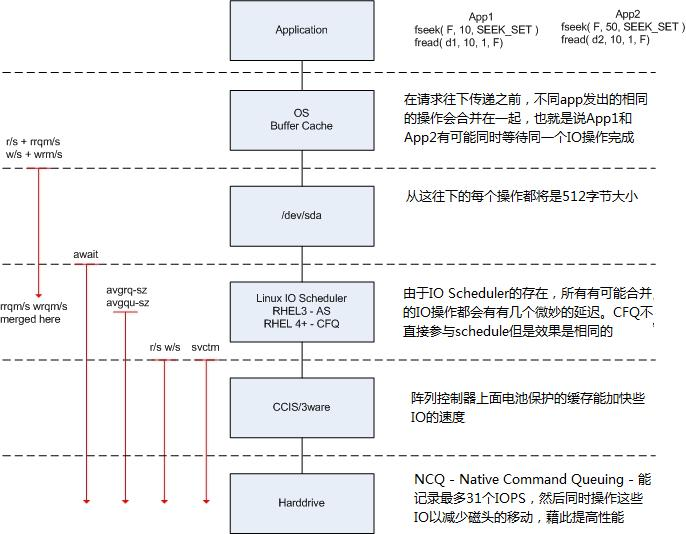 Application
App1
fseek( F, 10, SEEK_SET )
fread( d1, 10, 1, F)
App2
fseek( F, 50, SEEK_SET )
fread( d2, 10, 1, F)
OS
Buffer Cache
在请求往下传递之前，不同app发出的相同
的操作会合并在一起，也就是说App1和
App2有可能同时等待同一个IO操作完成
r/s + rrqm/s
w/s + wrm/s
/dev/sda
从这往下的每个操作都将是512字节大小
await
rrqm/s wrqm/s
merged here
avgrq-sz
avgqu-sz
Linux IO Scheduler
RHEL3 - AS
RHEL 4+ - CFQ
由于IO Scheduler的存在，所有有可能合并
的IO操作都会有有几个微妙的延迟。CFQ不
直接参与schedule但是效果是相同的
r/s w/s
svctm
CCIS/3ware
阵列控制器上面电池保护的缓存能加快些
IO的速度
Harddrive
NCQ - Native Command Queuing - 能
记录最多31个IOPS，然后同时操作这些
IO以减少磁头的移动，藉此提高性能